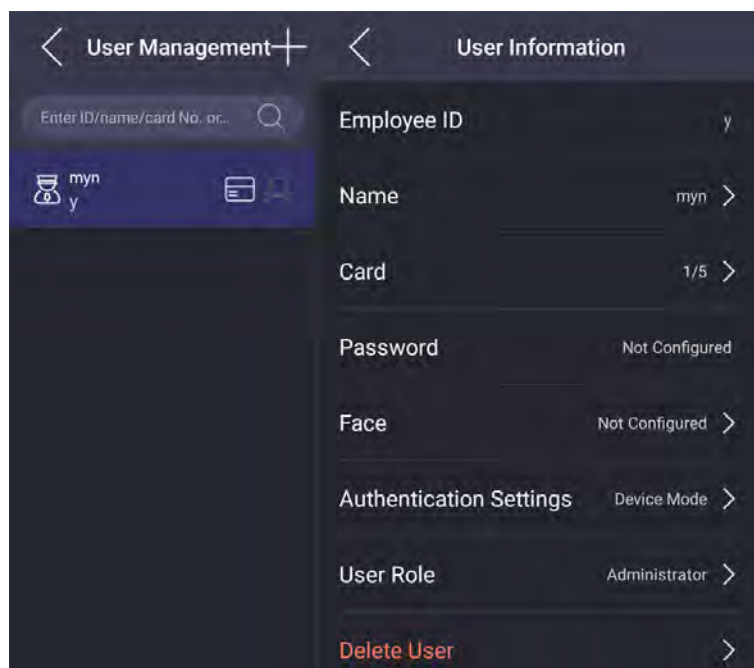 User Management
Enter ID/name/card No. or...
myn
y
User Information
Employee ID y
Name myn
Card 1/5
Password Not Configured
Face Not Configured
Authentication Settings Device Mode
User Role Administrator
Delete User